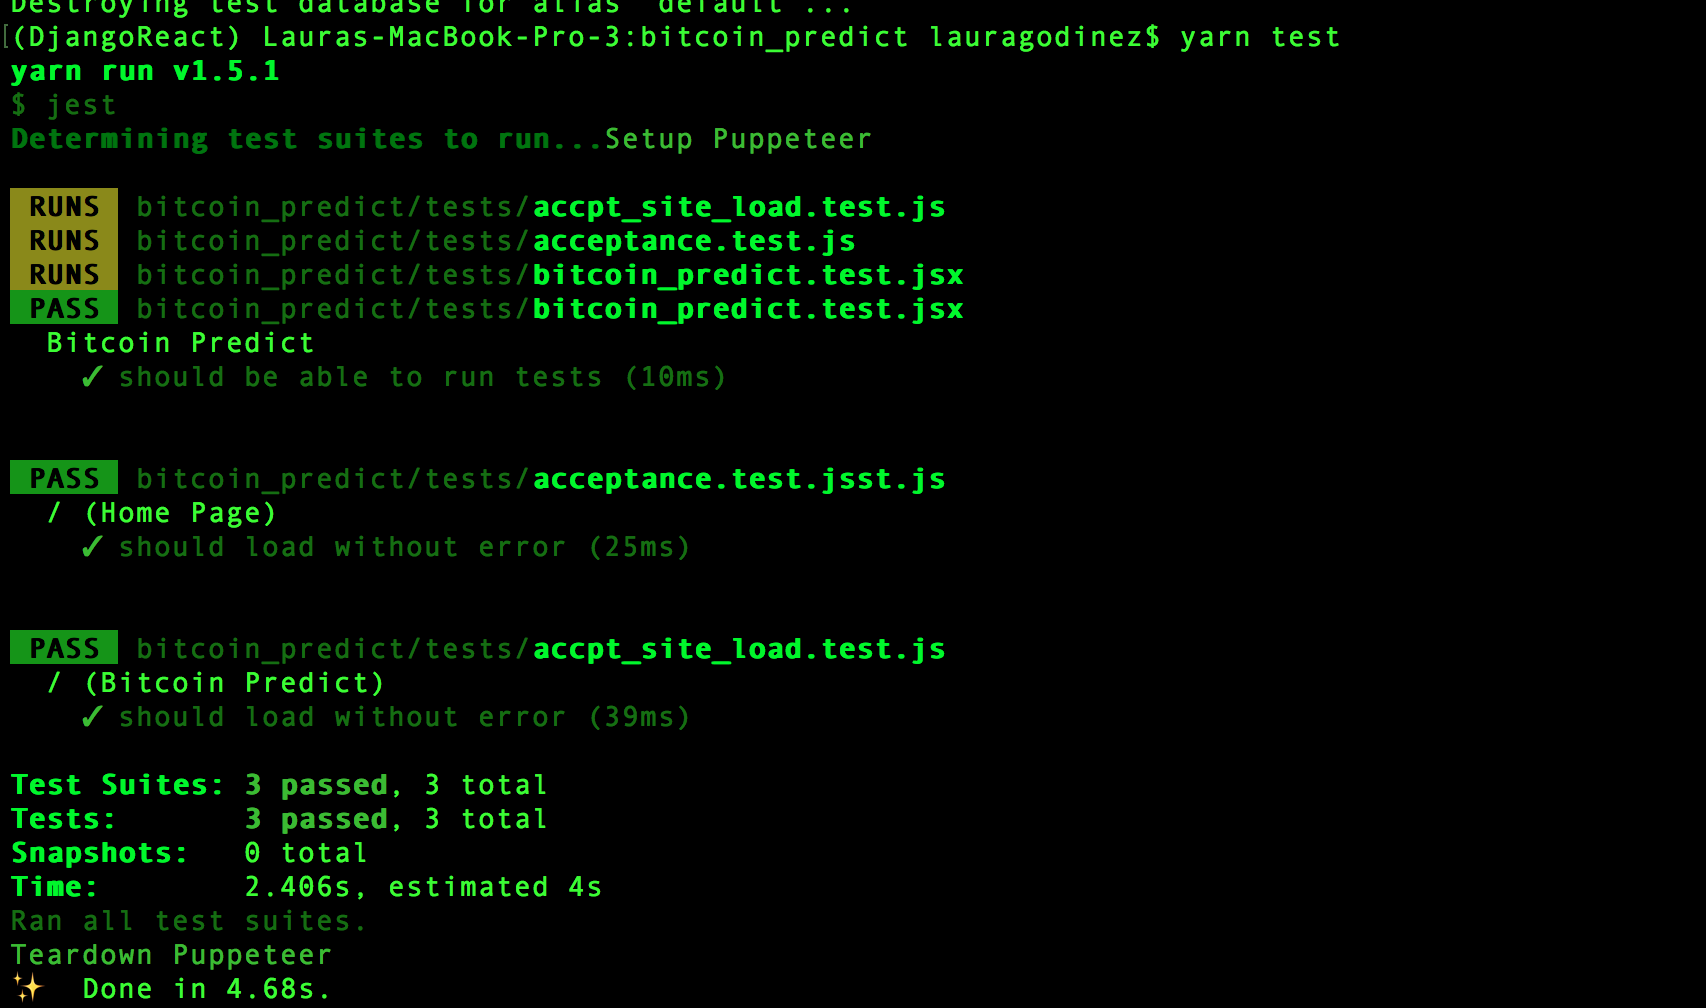 Destroying test database for alias 'default'...
[(DjangoReact) Lauras-MacBook-Pro-3:bitcoin_predict lauragodinez$ yarn test
yarn run v1.5.1
$ jest
Determining test suites to run...Setup Puppeteer
RUNS bitcoin_predict/tests/accpt_site_load.test.js
RUNS bitcoin_predict/tests/acceptance.test.js
RUNS bitcoin_predict/tests/bitcoin_predict.test.jsx
PASS bitcoin_predict/tests/bitcoin_predict.test.jsx
Bitcoin Predict
✓ should be able to run tests (10ms)
PASS bitcoin_predict/tests/acceptance.test.jsst.js
/ (Home Page)
✓ should load without error (25ms)
PASS bitcoin_predict/tests/accpt_site_load.test.js
/ (Bitcoin Predict)
✓ should load without error (39ms)
Test Suites: 3 passed, 3 total
Tests: 3 passed, 3 total
Snapshots: 0 total
Time: 2.406s, estimated 4s
Ran all test suites.
Teardown Puppeteer
✨ Done in 4.68s.